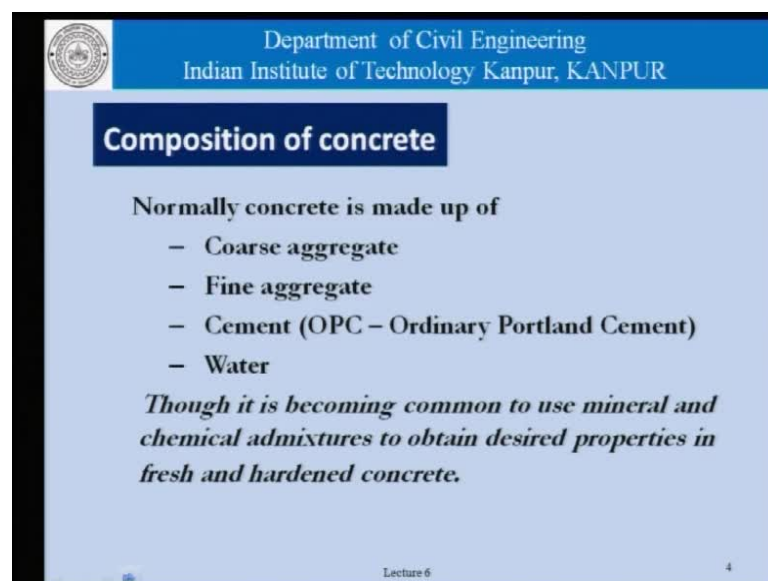 Department of Civil Engineering
Indian Institute of Technology Kanpur, KANPUR
Composition of concrete
Normally concrete is made up of
– Coarse aggregate
– Fine aggregate
– Cement (OPC – Ordinary Portland Cement)
– Water
Though it is becoming common to use mineral and
chemical admixtures to obtain desired properties in
fresh and hardened concrete.
Lecture 6
4